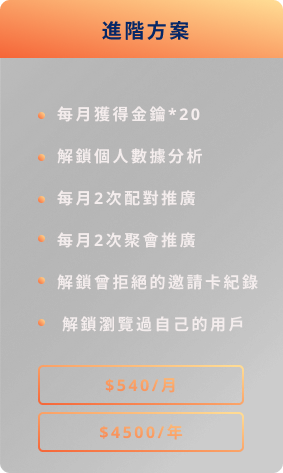 進階方案
每月獲得金鑰*20
解鎖個人數據分析
每月2次配對推廣
每月2次聚會推廣
解鎖曾拒絕的邀請卡紀錄
解鎖瀏覽過自己的用戶
$540/月
$4500/年